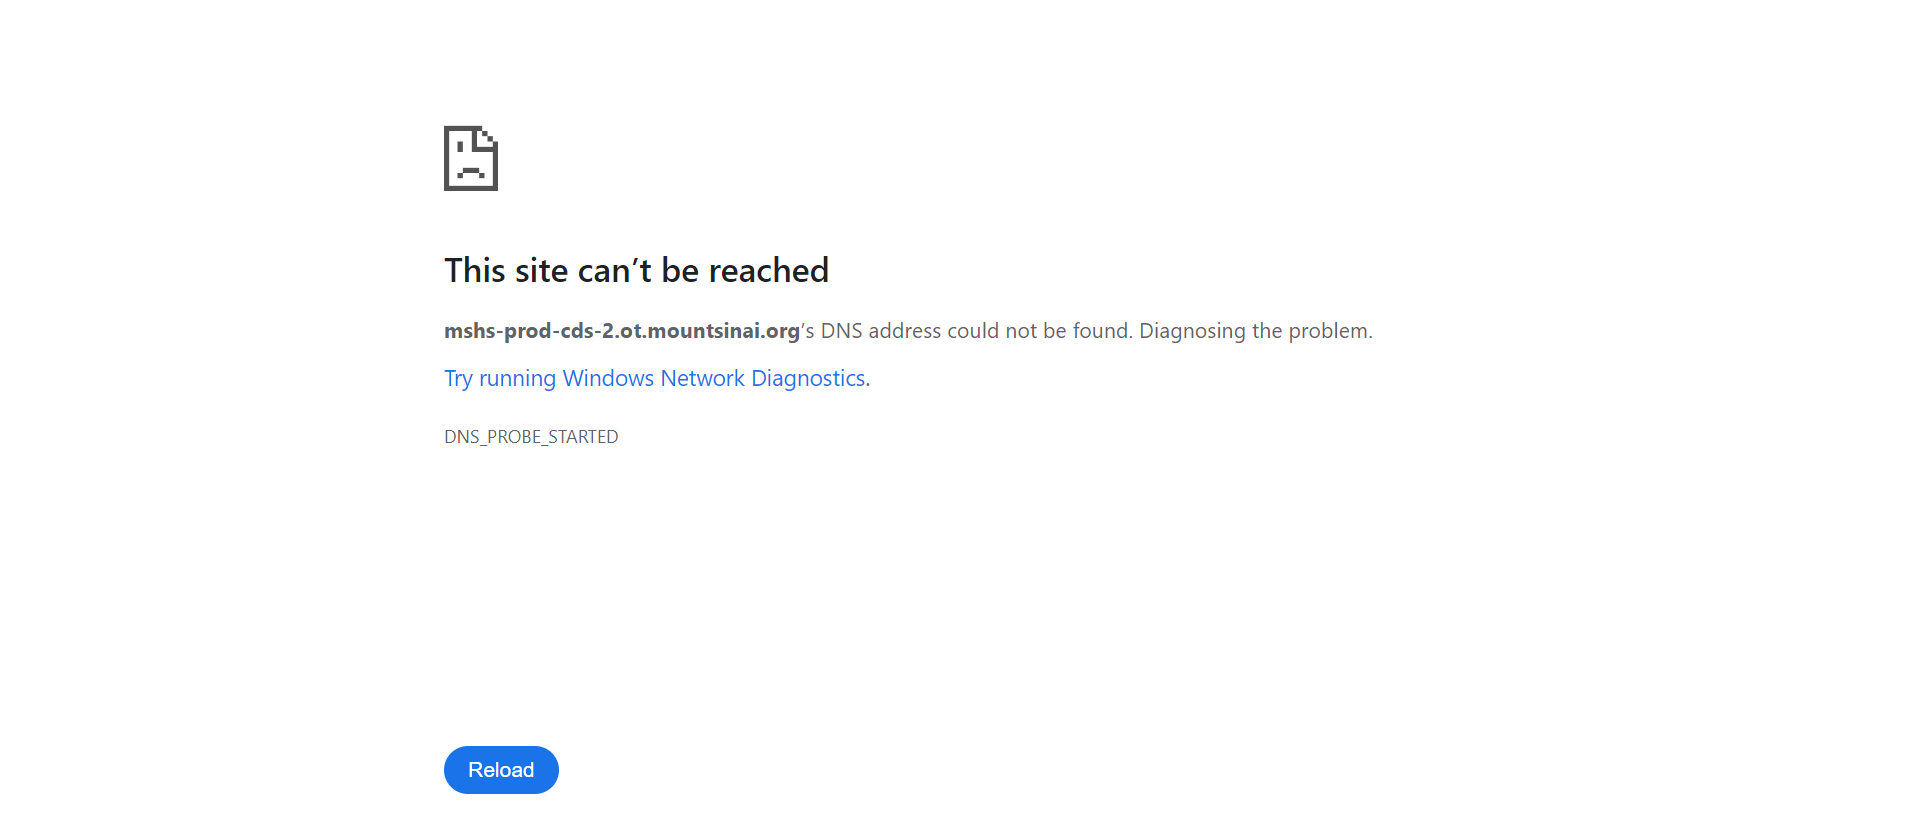 This site can’t be reached
mshs-prod-cds-2.ot.mountsinai.org’s DNS address could not be found. Diagnosing the problem.
Try running Windows Network Diagnostics.
DNS_PROBE_STARTED
Reload